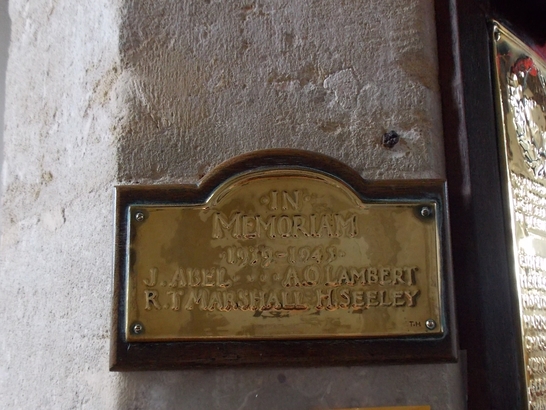 IN
MEMORIAM
1939-1945
J. ABEL · · · A.O LAMBERT
R.T MARSHALL · H. SEELEY
T·H